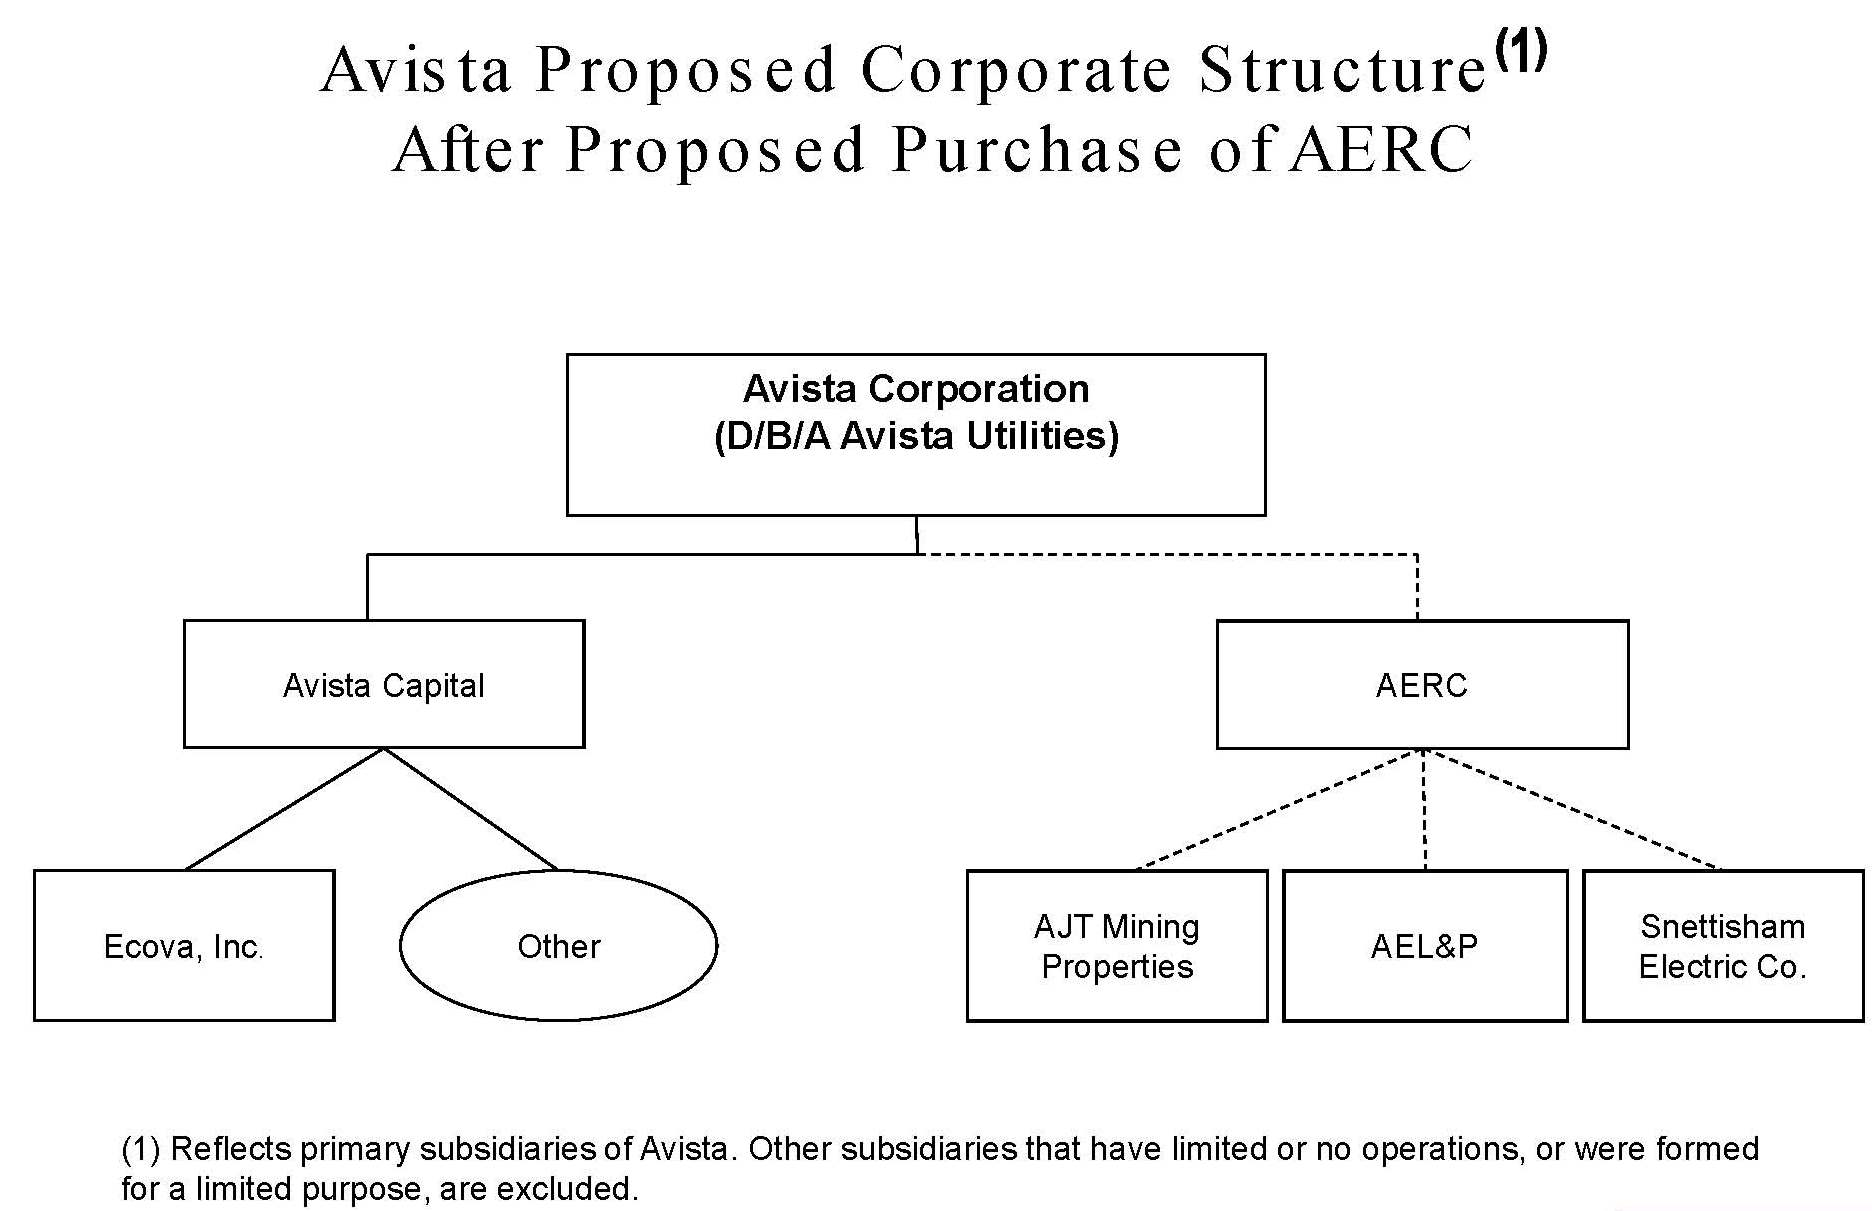 Avista Proposed Corporate Structure(1)
After Proposed Purchase of AERC
Avista Corporation
(D/B/A Avista Utilities)
Avista Capital
AERC
Ecova, Inc.
Other
AJT Mining
Properties
AEL&P
Snettisham
Electric Co.
(1) Reflects primary subsidiaries of Avista. Other subsidiaries that have limited or no operations, or were formed
for a limited purpose, are excluded.